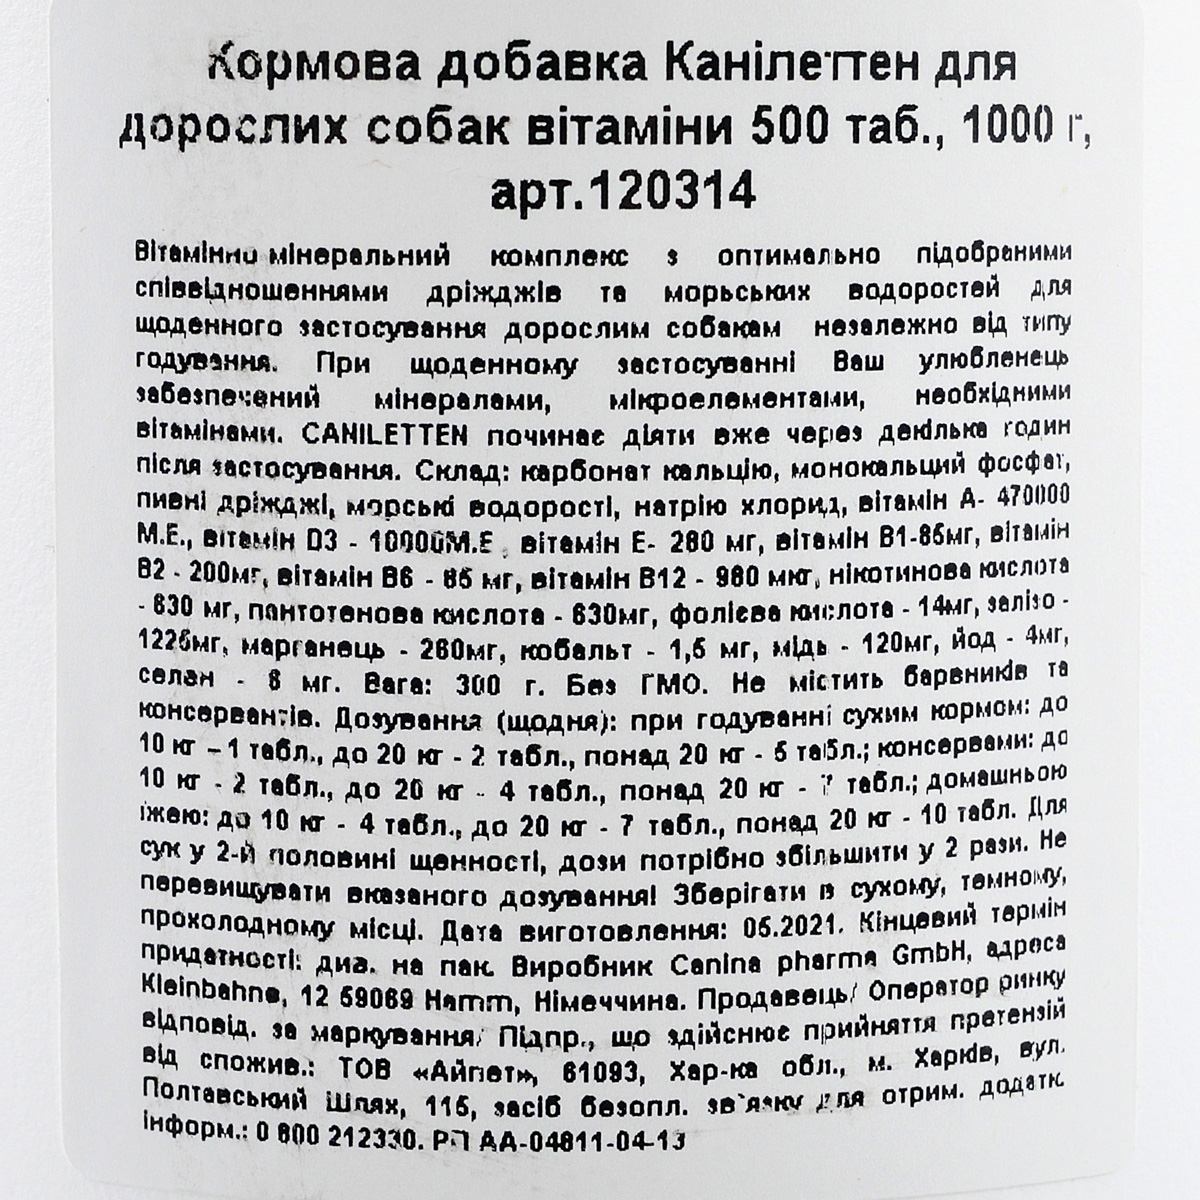 Кормова добавка Канілеттен для
дорослих собак вітаміни 500 таб., 1000 г,
арт.120314
Вітамінно-мінеральний комплекс з оптимально підобраними
співвідношеннями дріжджів та морських водоростей для
щоденного застосування дорослим собакам незалежно від типу
годування. При щоденному застосуванні Ваш улюбленець
забезпечений мінералами, мікроелементами, необхідними
вітамінами. CANILETTEN починає діяти вже через декілька годин
після застосування. Склад: карбонат кальцію, монокальций фосфат,
пивні дріжджі, морські водорості, натрію хлорид, вітамін А- 470000
М.Е., вітамін D3 - 10000М.Е , вітамін Е- 260 мг, вітамін В1-85мг, вітамін
В2 - 200мг, вітамін В6 - 85 мг, вітамін В12 - 980 мкг, нікотинова кислота
- 630 мг, пантотенова кислота - 630мг, фолієва кислота - 14мг, залізо -
1225мг, марганець - 260мг, кобальт - 1,5 мг, мідь - 120мг, йод - 4мг,
селан - 8 мг. Вага: 300 г. Без ГМО. Не містить барвників та
консервантів. Дозування (щодня): при годуванні сухим кормом: до
10 кг – 1 табл., до 20 кг - 2 табл., понад 20 кг - 5 табл.; консервами: до
10 кг - 2 табл., до 20 кг - 4 табл., понад 20 кг - 7 табл.; домашньою
їжею: до 10 кг - 4 табл., до 20 кг - 7 табл., понад 20 кг - 10 табл. Для
сук у 2-й половині щенності, дози потрібно збільшити у 2 рази. Не
перевищувати вказаного дозування! Зберігати в сухому, темному,
прохолодному місці. Дата виготовлення: 05.2021. Кінцевий термін
придатності: див. на пак. Виробник Canina pharma GmbH, адреса
Kleinbahne, 12 59069 Hamm, Німеччина. Продавець/ Оператор ринку
відповід. за маркування/ Підпр., що здійснює прийняття претензій
від спожив.: ТОВ «Айпет», 61093, Хар-ка обл., м. Харків, вул.
Полтавський Шлях, 115, засіб безопл. зв`язку для отрим. додатк.
інформ.: 0 800 212330. РП АА-04811-04-13